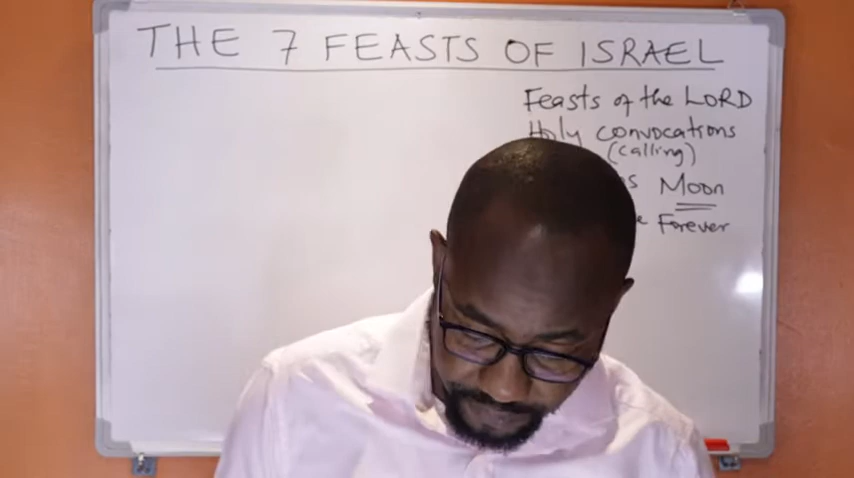 THE 7 FEASTS OF ISRAEL
Feasts of the LORD
Holy convocations
(calling)
Moon
Forever